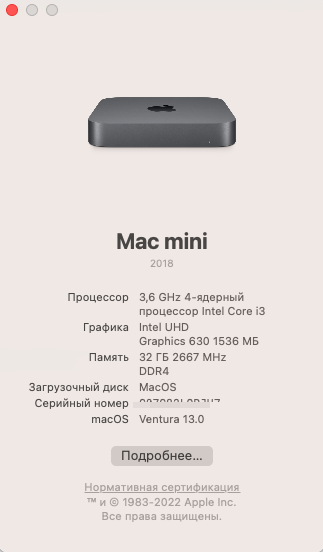 Mac mini
2018
Процессор 3,6 GHz 4-ядерный
процессор Intel Core i3
Графика Intel UHD
Graphics 630 1536 МБ
Память 32 ГБ 2667 MHz
DDR4
Загрузочный диск MacOS
Серийный номер
macOS Ventura 13.0
Подробнее...
Нормативная сертификация
™ и © 1983-2022 Apple Inc.
Все права защищены.